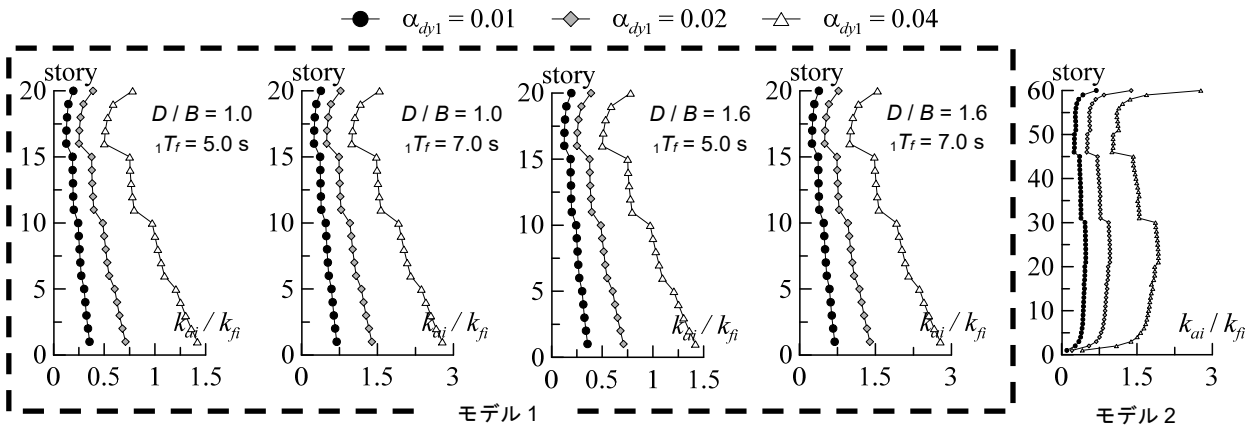 α_dy1 = 0.01 α_dy1 = 0.02 α_dy1 = 0.04
story
20
15
10
5
0
D / B = 1.0
₁T_f = 5.0 s
k_ai / k_fi
0 0.5 1 1.5
story
20
15
10
5
0
D / B = 1.0
₁T_f = 7.0 s
k_ai / k_fi
0 1 2 3
story
20
15
10
5
0
D / B = 1.6
₁T_f = 5.0 s
k_ai / k_fi
0 0.5 1 1.5
story
20
15
10
5
0
D / B = 1.6
₁T_f = 7.0 s
k_ai / k_fi
0 1 2 3
モデル 1
story
60
50
40
30
20
10
0
k_ai / k_fi
0 1.5 3
モデル 2